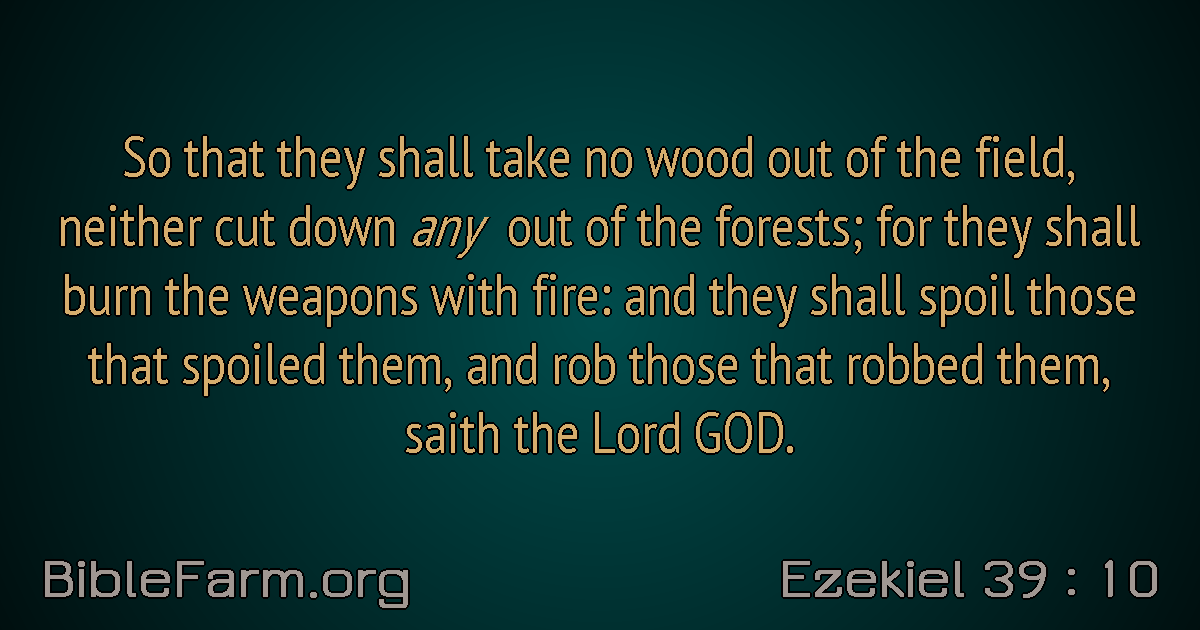 So that they shall take no wood out of the field,
neither cut down any out of the forests; for they shall
burn the weapons with fire: and they shall spoil those
that spoiled them, and rob those that robbed them,
saith the Lord GOD.
BibleFarm.org
Ezekiel 39 : 10